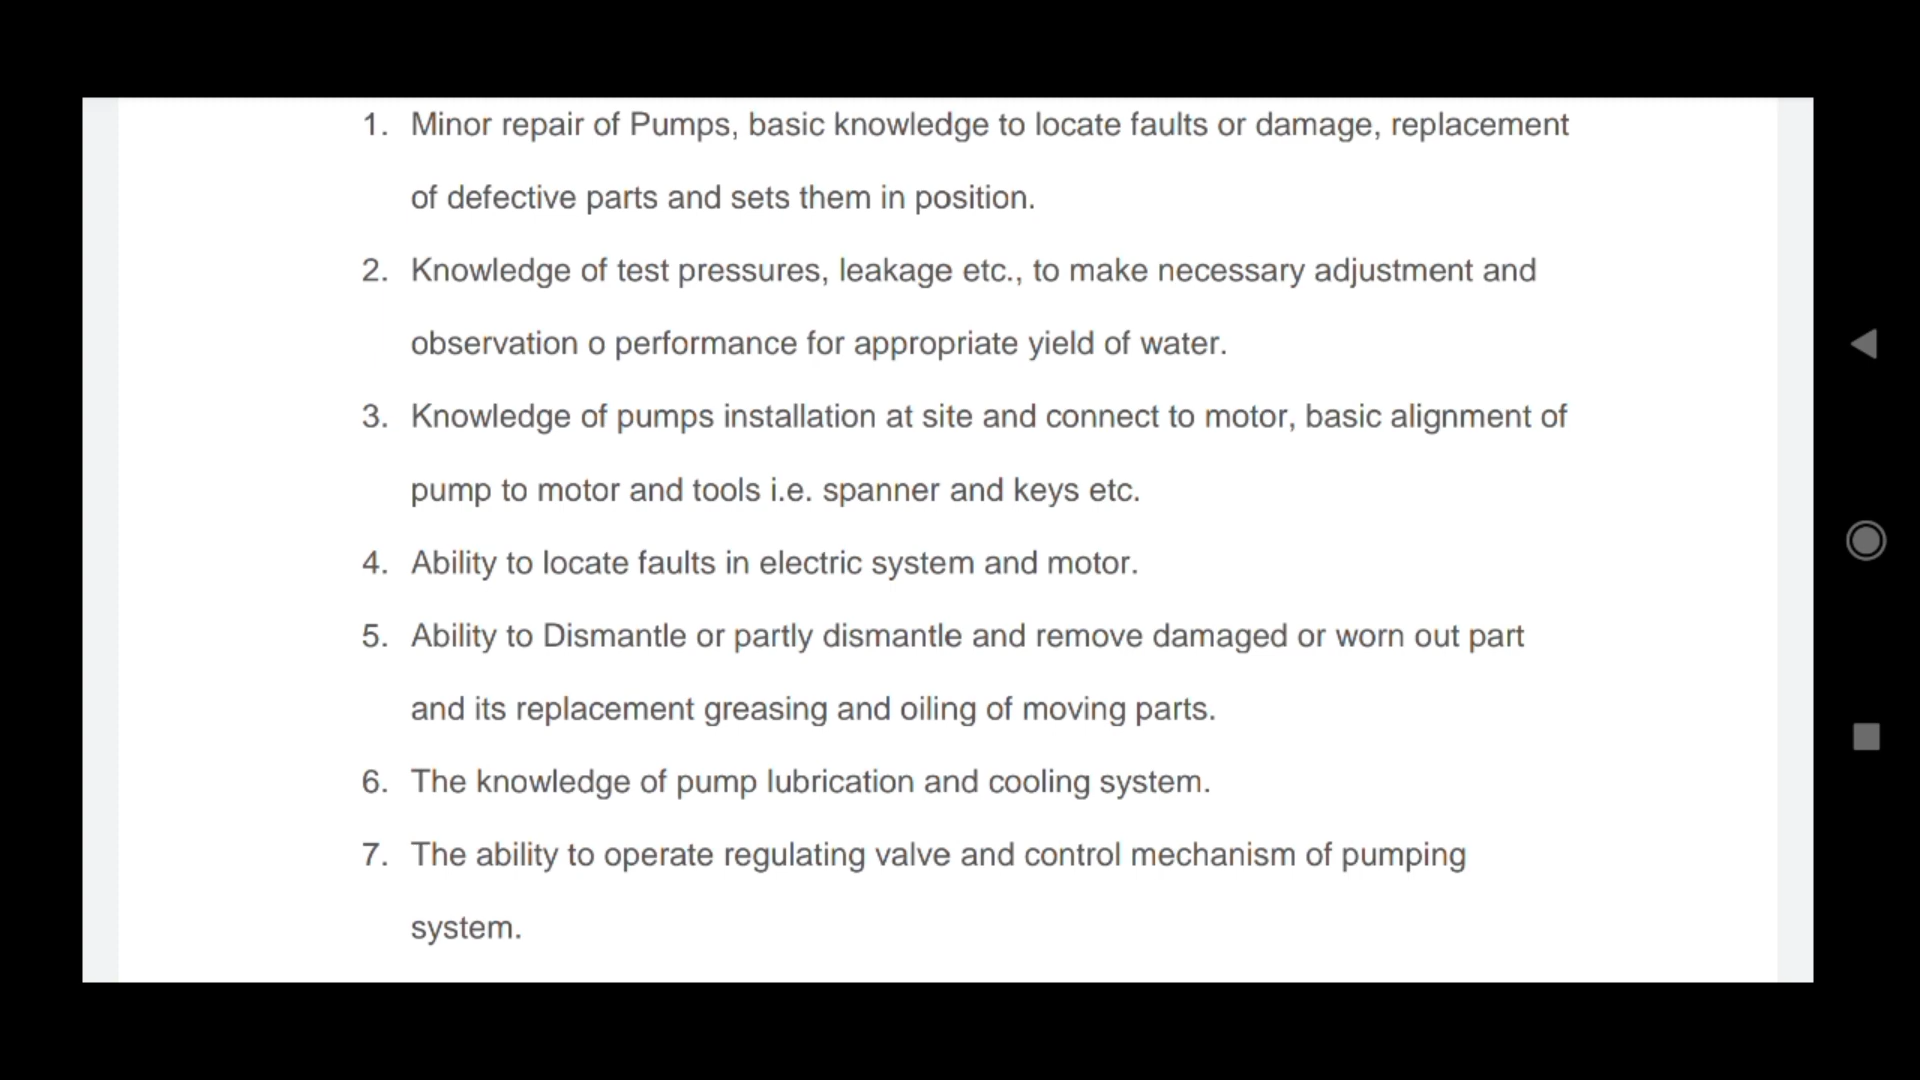 1. Minor repair of Pumps, basic knowledge to locate faults or damage, replacement
of defective parts and sets them in position.
2. Knowledge of test pressures, leakage etc., to make necessary adjustment and
observation o performance for appropriate yield of water.
3. Knowledge of pumps installation at site and connect to motor, basic alignment of
pump to motor and tools i.e. spanner and keys etc.
4. Ability to locate faults in electric system and motor.
5. Ability to Dismantle or partly dismantle and remove damaged or worn out part
and its replacement greasing and oiling of moving parts.
6. The knowledge of pump lubrication and cooling system.
7. The ability to operate regulating valve and control mechanism of pumping
system.